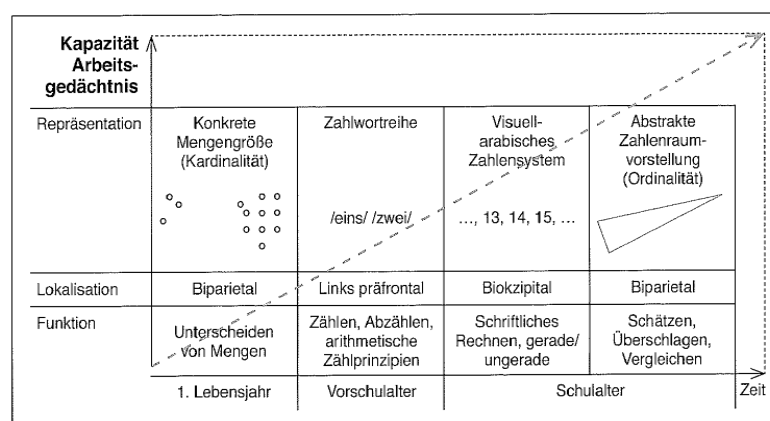 Kapazität
Arbeits-
gedächtnis
Repräsentation
Konkrete
Mengengröße
(Kardinalität)
Zahlwortreihe
/eins/ /zwei/
Visuell-
arabisches
Zahlensystem
..., 13, 14, 15, ...
Abstrakte
Zahlenraum-
vorstellung
(Ordinalität)
Lokalisation
Biparietal
Links präfrontal
Biokzipital
Biparietal
Funktion
Unterscheiden
von Mengen
Zählen, Abzählen,
arithmetische
Zählprinzipien
Schriftliches
Rechnen, gerade/
ungerade
Schätzen,
Überschlagen,
Vergleichen
1. Lebensjahr
Vorschulalter
Schulalter
Zeit